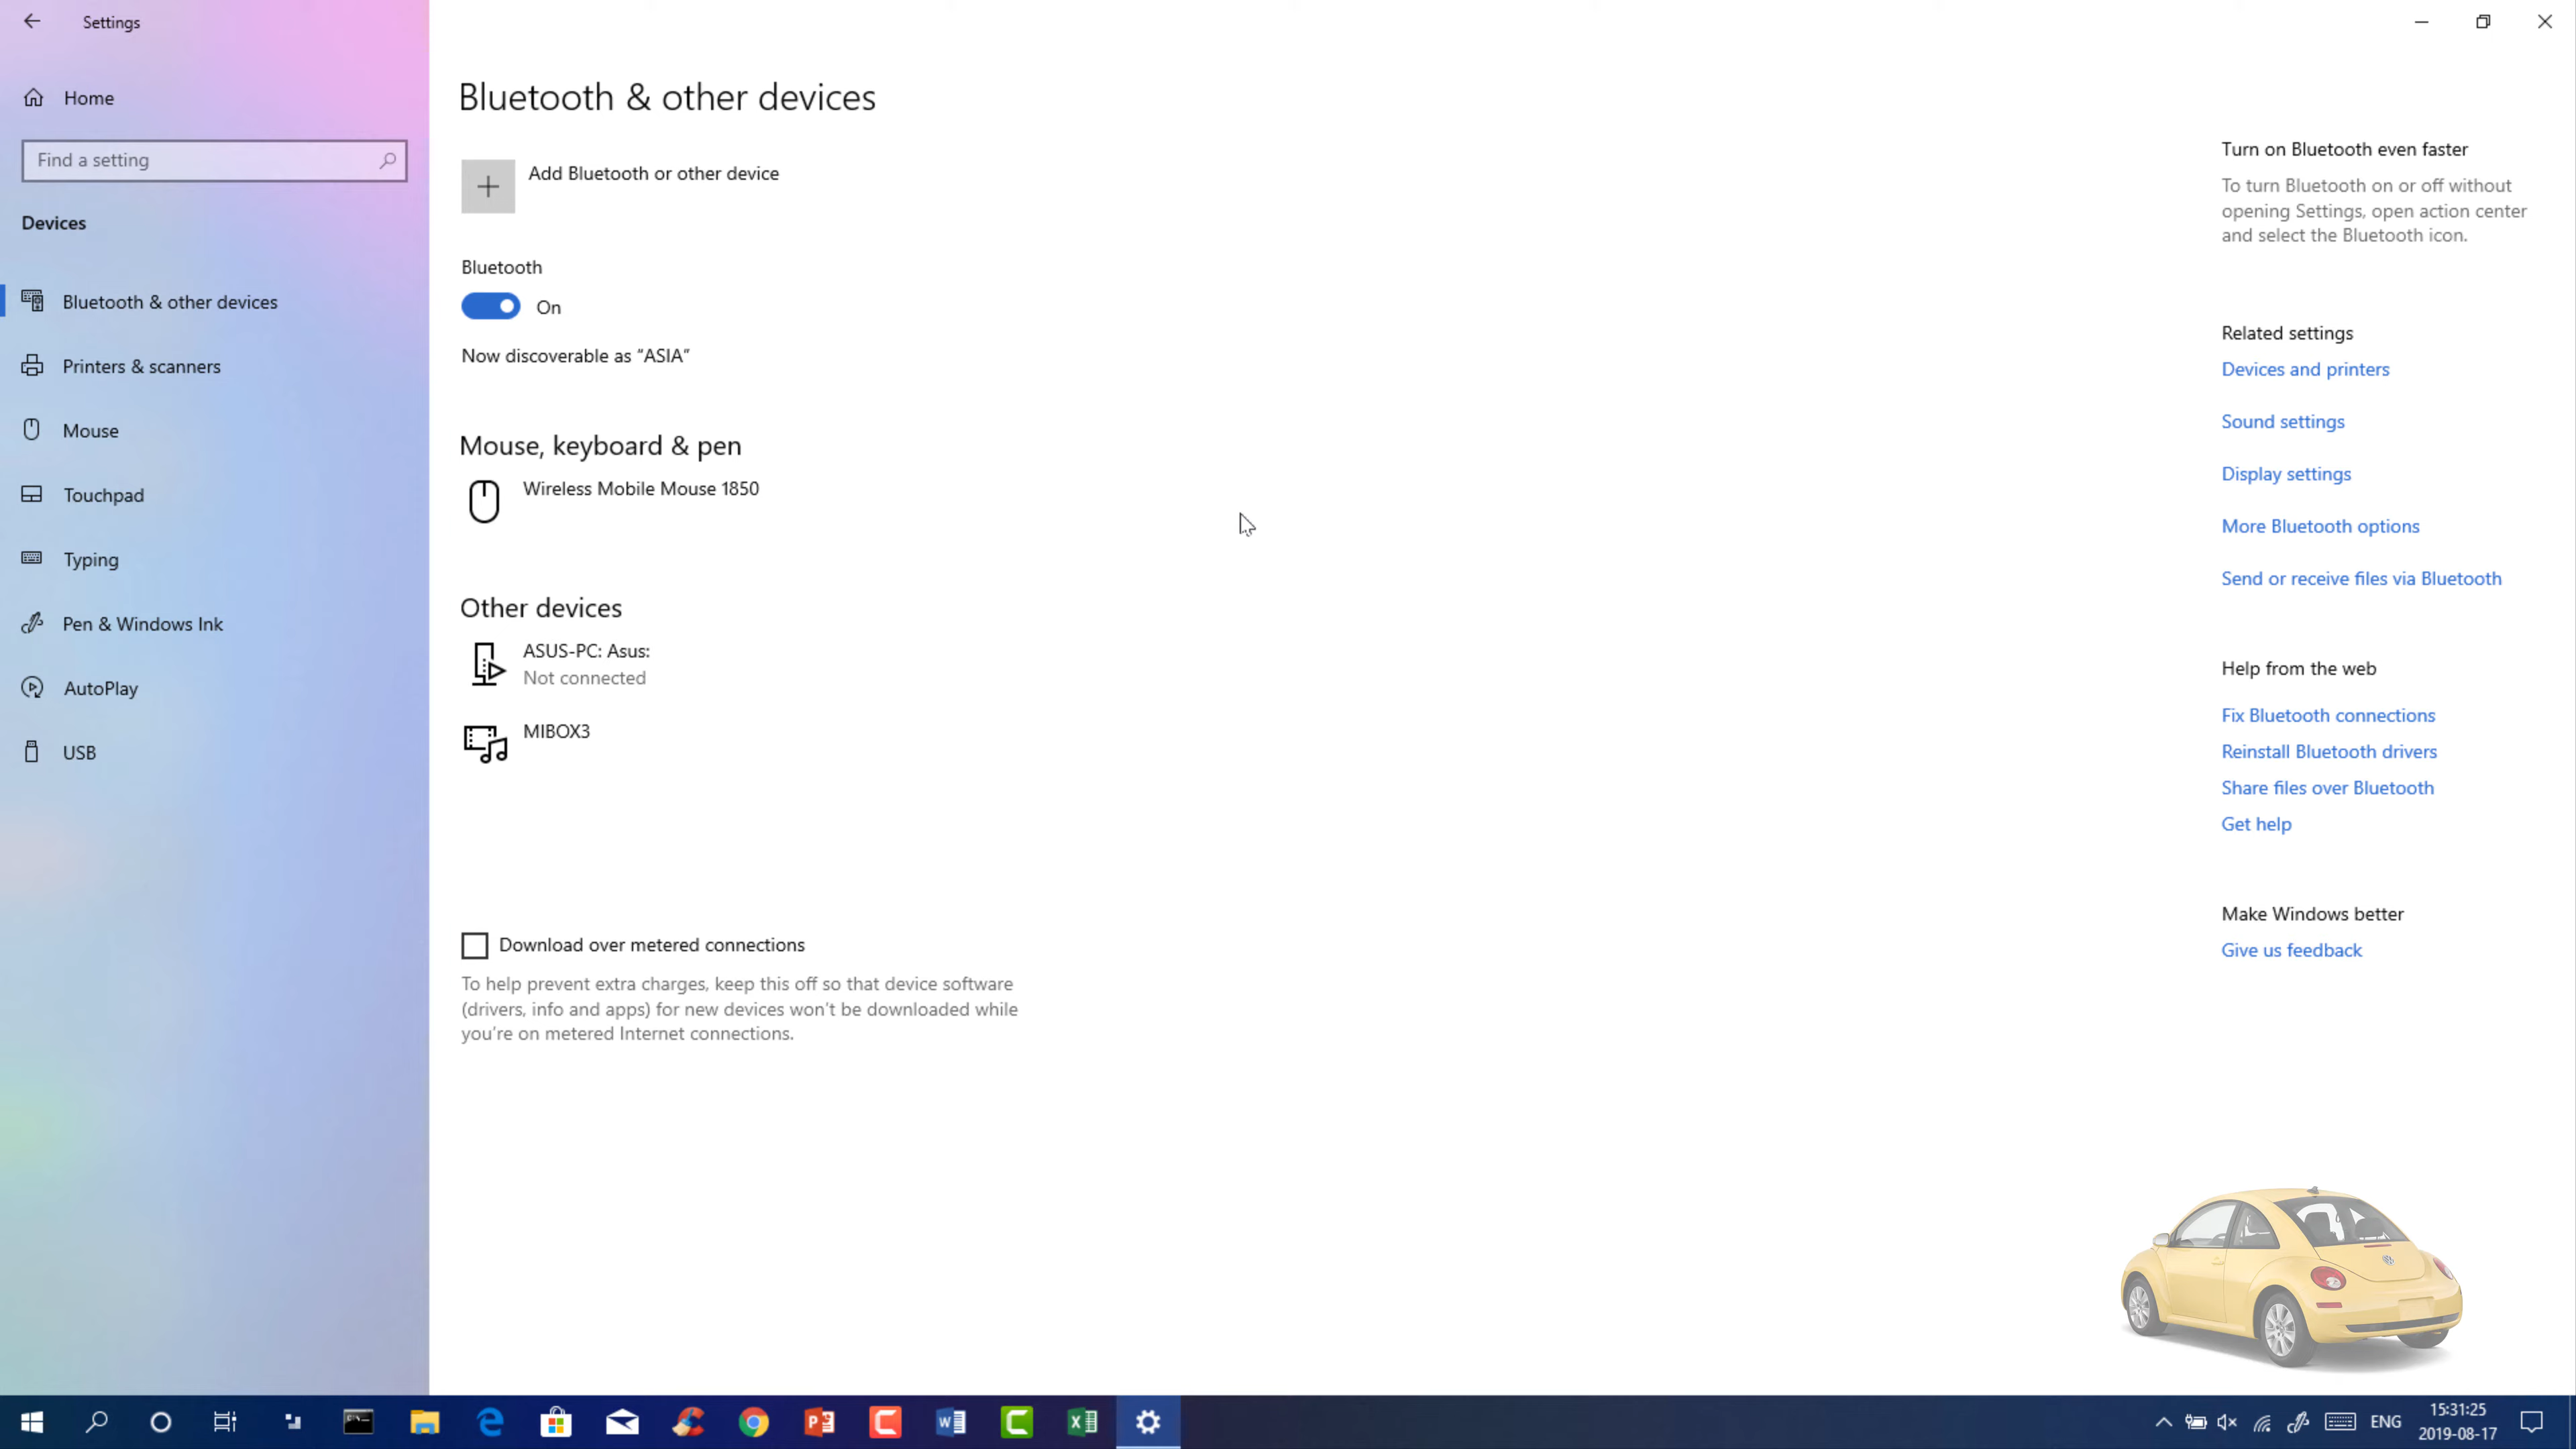 Settings
Home
Find a setting
Devices
Bluetooth & other devices
Printers & scanners
Mouse
Touchpad
Typing
Pen & Windows Ink
AutoPlay
USB
Bluetooth & other devices
Add Bluetooth or other device
Bluetooth
On
Now discoverable as “ASIA”
Mouse, keyboard & pen
Wireless Mobile Mouse 1850
Other devices
ASUS-PC: Asus:
Not connected
MIBOX3
Download over metered connections
To help prevent extra charges, keep this off so that device software
(drivers, info and apps) for new devices won’t be downloaded while
you’re on metered Internet connections.
Turn on Bluetooth even faster
To turn Bluetooth on or off without
opening Settings, open action center
and select the Bluetooth icon.
Related settings
Devices and printers
Sound settings
Display settings
More Bluetooth options
Send or receive files via Bluetooth
Help from the web
Fix Bluetooth connections
Reinstall Bluetooth drivers
Share files over Bluetooth
Get help
Make Windows better
Give us feedback
ENG
15:31:25
2019-08-17